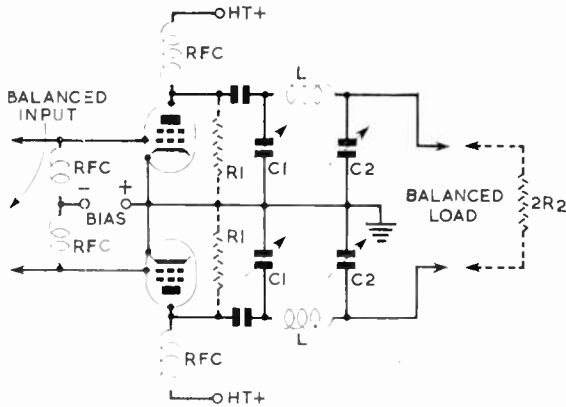 HT+
RFC
L
BALANCED
INPUT
RFC
R1
C1
C2
- +
BIAS
BALANCED
LOAD
2R2
RFC
R1
C1
C2
L
RFC
HT+